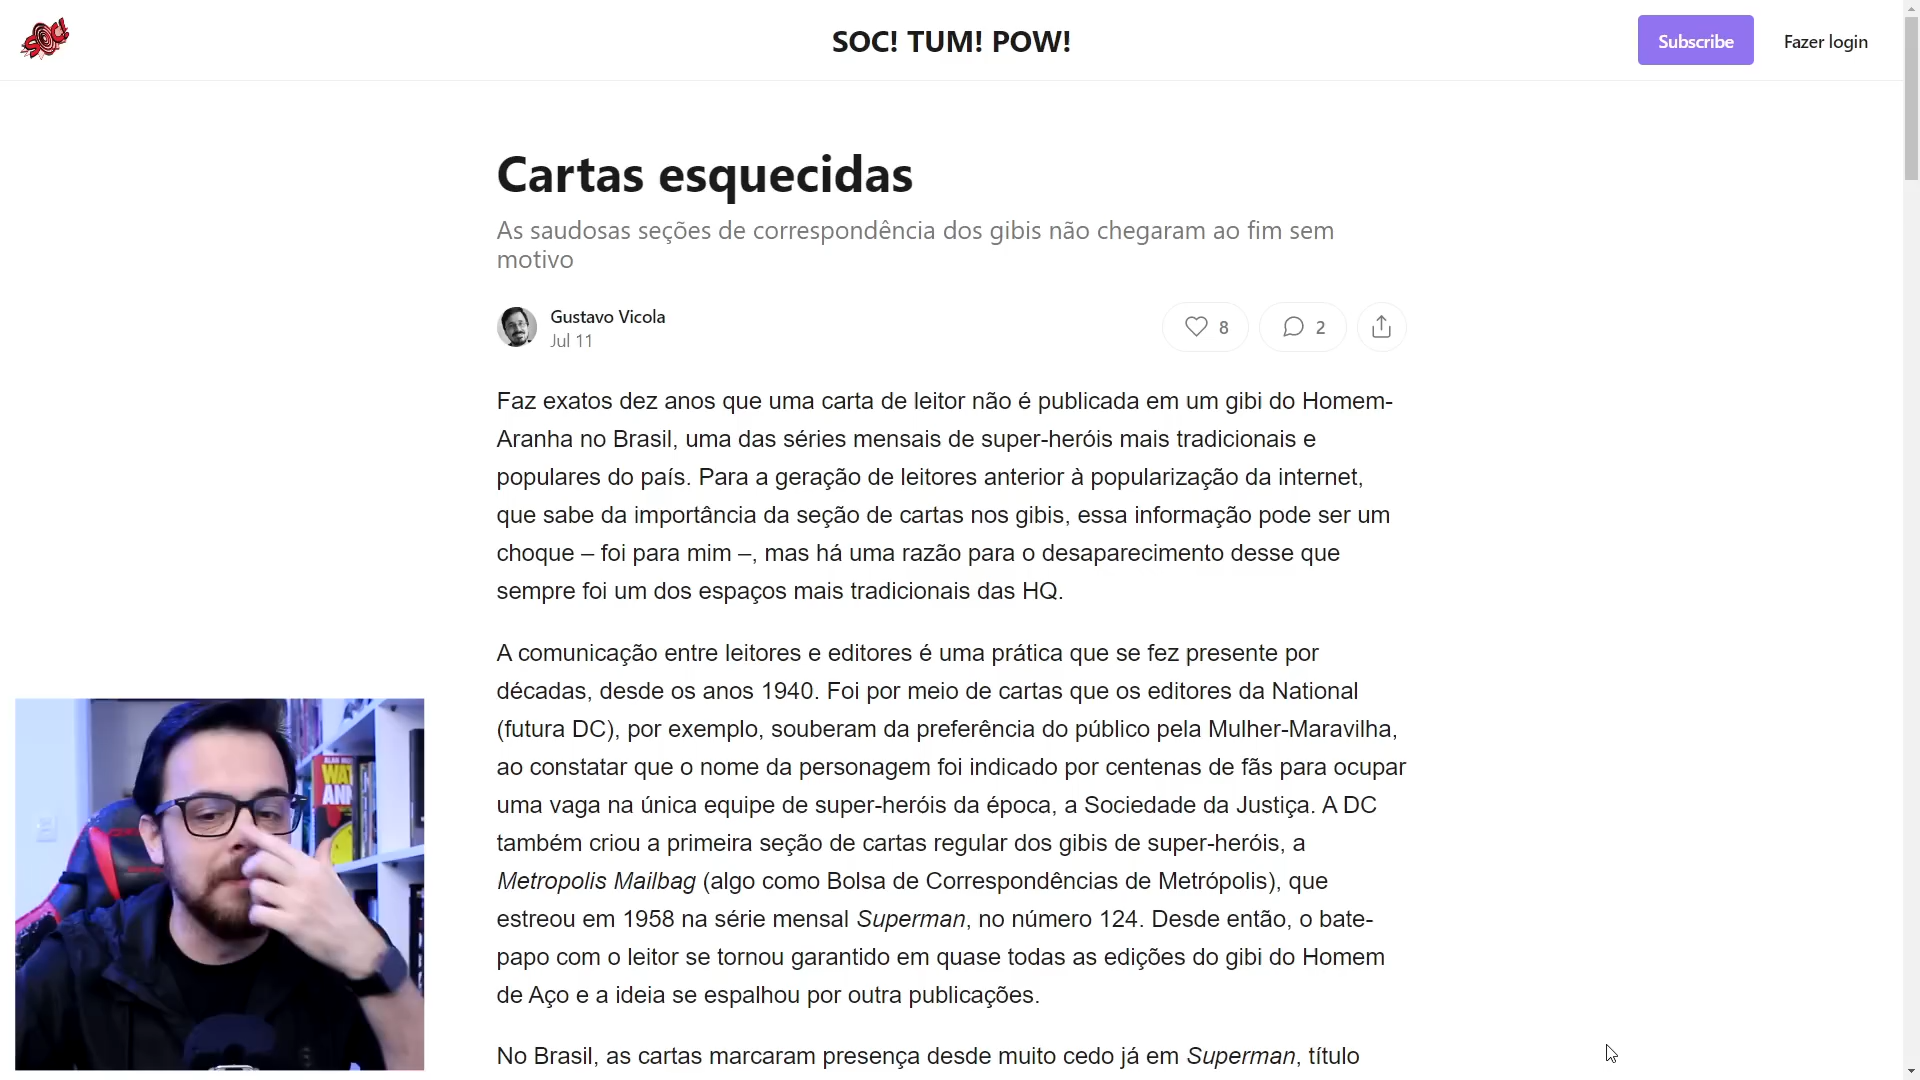 SOC! TUM! POW!
Subscribe
Fazer login
Cartas esquecidas
As saudosas seções de correspondência dos gibis não chegaram ao fim sem
motivo
Gustavo Vicola
Jul 11
8
2
Faz exatos dez anos que uma carta de leitor não é publicada em um gibi do Homem-
Aranha no Brasil, uma das séries mensais de super-heróis mais tradicionais e
populares do país. Para a geração de leitores anterior à popularização da internet,
que sabe da importância da seção de cartas nos gibis, essa informação pode ser um
choque – foi para mim –, mas há uma razão para o desaparecimento desse que
sempre foi um dos espaços mais tradicionais das HQ.
A comunicação entre leitores e editores é uma prática que se fez presente por
décadas, desde os anos 1940. Foi por meio de cartas que os editores da National
(futura DC), por exemplo, souberam da preferência do público pela Mulher-Maravilha,
ao constatar que o nome da personagem foi indicado por centenas de fãs para ocupar
uma vaga na única equipe de super-heróis da época, a Sociedade da Justiça. A DC
também criou a primeira seção de cartas regular dos gibis de super-heróis, a
Metropolis Mailbag (algo como Bolsa de Correspondências de Metrópolis), que
estreou em 1958 na série mensal Superman, no número 124. Desde então, o bate-
papo com o leitor se tornou garantido em quase todas as edições do gibi do Homem
de Aço e a ideia se espalhou por outra publicações.
No Brasil, as cartas marcaram presença desde muito cedo já em Superman, título